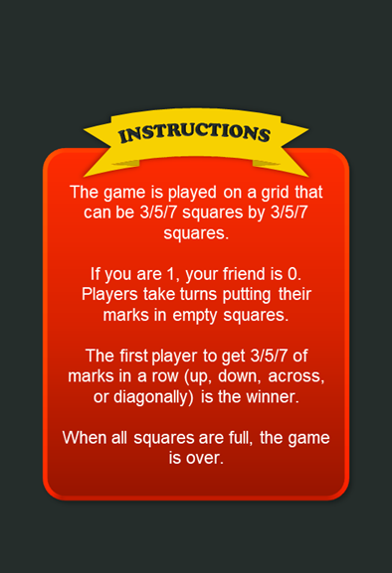 INSTRUCTIONS
The game is played on a grid that
can be 3/5/7 squares by 3/5/7
squares.
If you are 1, your friend is 0.
Players take turns putting their
marks in empty squares.
The first player to get 3/5/7 of
marks in a row (up, down, across,
or diagonally) is the winner.
When all squares are full, the game
is over.